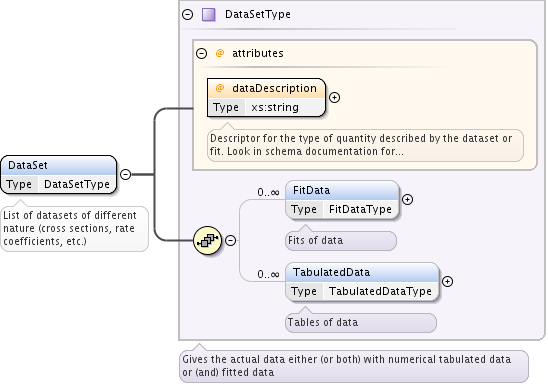 DataSetType
@ attributes
@ dataDescription
Type xs:string
Descriptor for the type of quantity described by the dataset or
fit. Look in schema documentation for...
DataSet
Type DataSetType
List of datasets of different
nature (cross sections, rate
coefficients, etc.)
0..∞
FitData
Type FitDataType
Fits of data
0..∞
TabulatedData
Type TabulatedDataType
Tables of data
Gives the actual data either (or both) with numerical tabulated data
or (and) fitted data